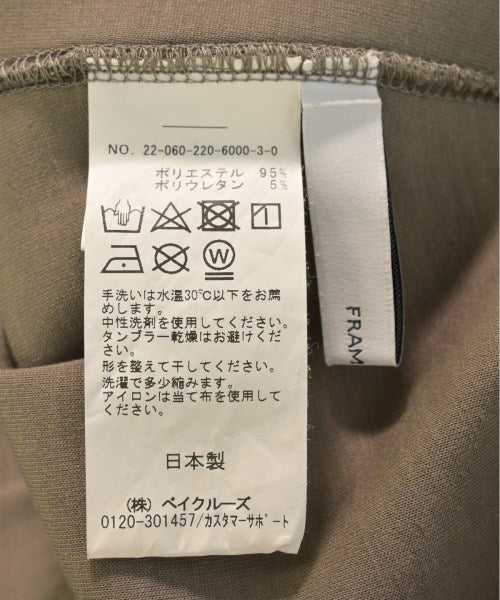 NO. 22-060-220-6000-3-0
ポリエステル 95%
ポリウレタン 5%
手洗いは水温30℃以下をお薦
めします。
中性洗剤を使用してください。
タンブラー乾燥はお避けくだ
さい。
形を整えて干してください。
洗濯で多少縮みます。
アイロンは当て布を使用して
ください。
日本製
(株) ベイクルーズ
0120-301457/カスタマーサポート
FRAM